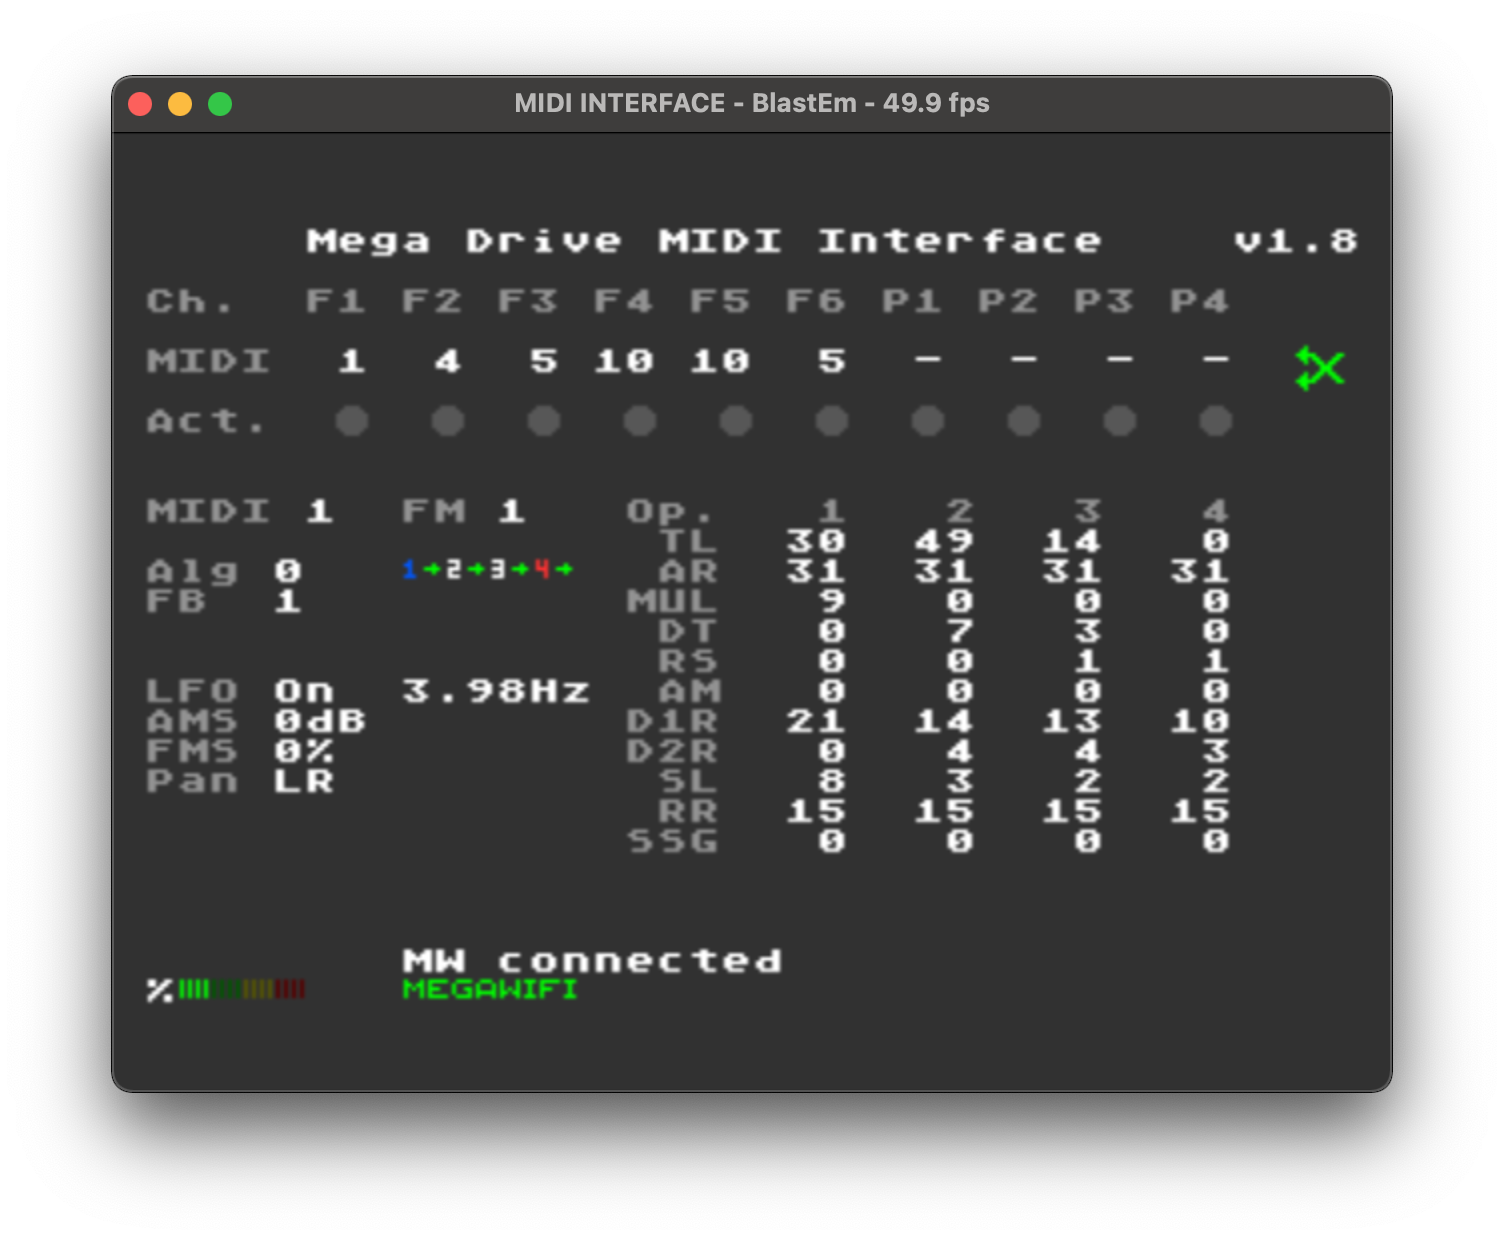 MIDI INTERFACE - BlastEm - 49.9 fps
Mega Drive MIDI Interface v1.8
Ch. F1 F2 F3 F4 F5 F6 P1 P2 P3 P4
MIDI 1 4 5 10 10 5 - - - -
Act.
MIDI 1 FM 1 Op. 1 2 3 4
TL 30 49 14 0
Alg 0 1→2→3→4→ AR 31 31 31 31
FB 1 MUL 9 0 0 0
DT 0 7 3 0
RS 0 0 1 1
LFO On 3.98Hz AM 0 0 0 0
AMS 0dB D1R 21 14 13 10
FMS 0% D2R 0 4 4 3
Pan LR SL 8 3 2 2
RR 15 15 15 15
SSG 0 0 0 0
MW connected
% MEGAWIFI